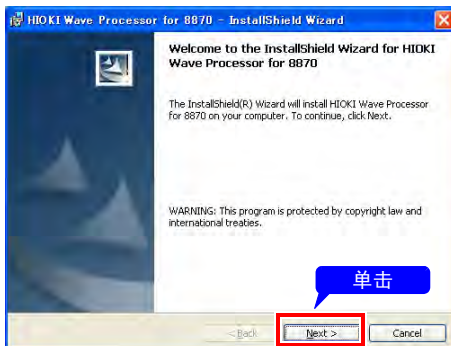 HIOKI Wave Processor for 8870 - InstallShield Wizard
Welcome to the InstallShield Wizard for HIOKI
Wave Processor for 8870
The InstallShield(R) Wizard will install HIOKI Wave Processor
for 8870 on your computer. To continue, click Next.
WARNING: This program is protected by copyright law and
international treaties.
单击
< Back
Next >
Cancel